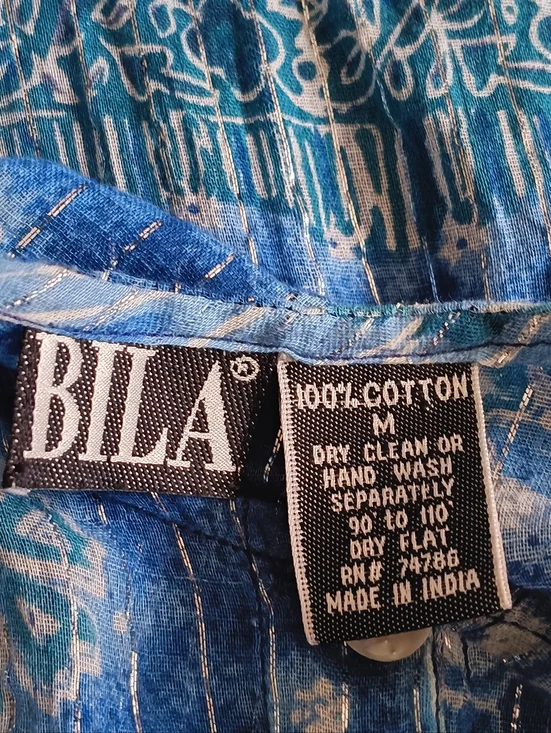 BILA®
100% COTTON
M
DRY CLEAN OR
HAND WASH
SEPARATELY
90 to 110
DRY FLAT
RN# 74786
MADE IN INDIA